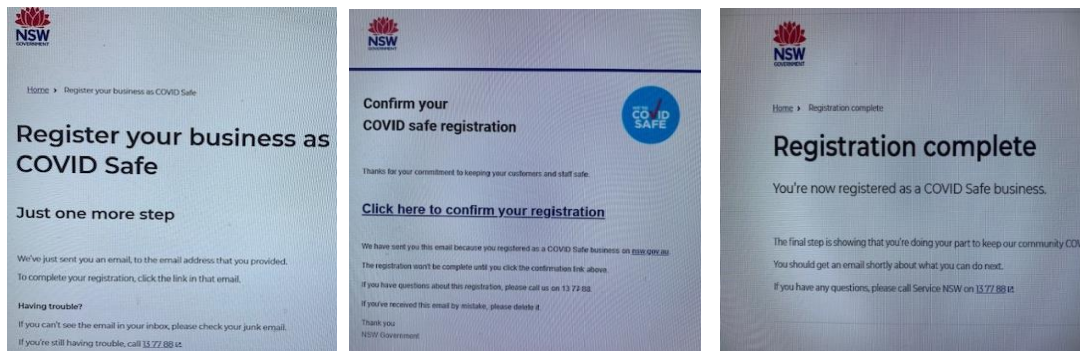 NSW
GOVERNMENT
Home > Register your business as COVID Safe
Register your business as
COVID Safe
Just one more step
We've just sent you an email, to the email address that you provided.
To complete your registration, click the link in that email.
Having trouble?
If you can't see the email in your inbox, please check your junk email.
If you're still having trouble, call 13 77 88
NSW
GOVERNMENT
Confirm your
COVID safe registration
WE'RE
COVID
SAFE
Thanks for your commitment to keeping your customers and staff safe.
Click here to confirm your registration
We have sent you this email because you registered as a COVID Safe business on nsw.gov.au.
The registration won't be complete until you click the confirmation link above.
If you have questions about this registration, please call us on 13 77 88.
If you've received this email by mistake, please delete it.
Thank you
NSW Government
NSW
GOVERNMENT
Home > Registration complete
Registration complete
You're now registered as a COVID Safe business.
The final step is showing that you're doing your part to keep our community COV
You should get an email shortly about what you can do next.
If you have any questions, please call Service NSW on 13 77 88